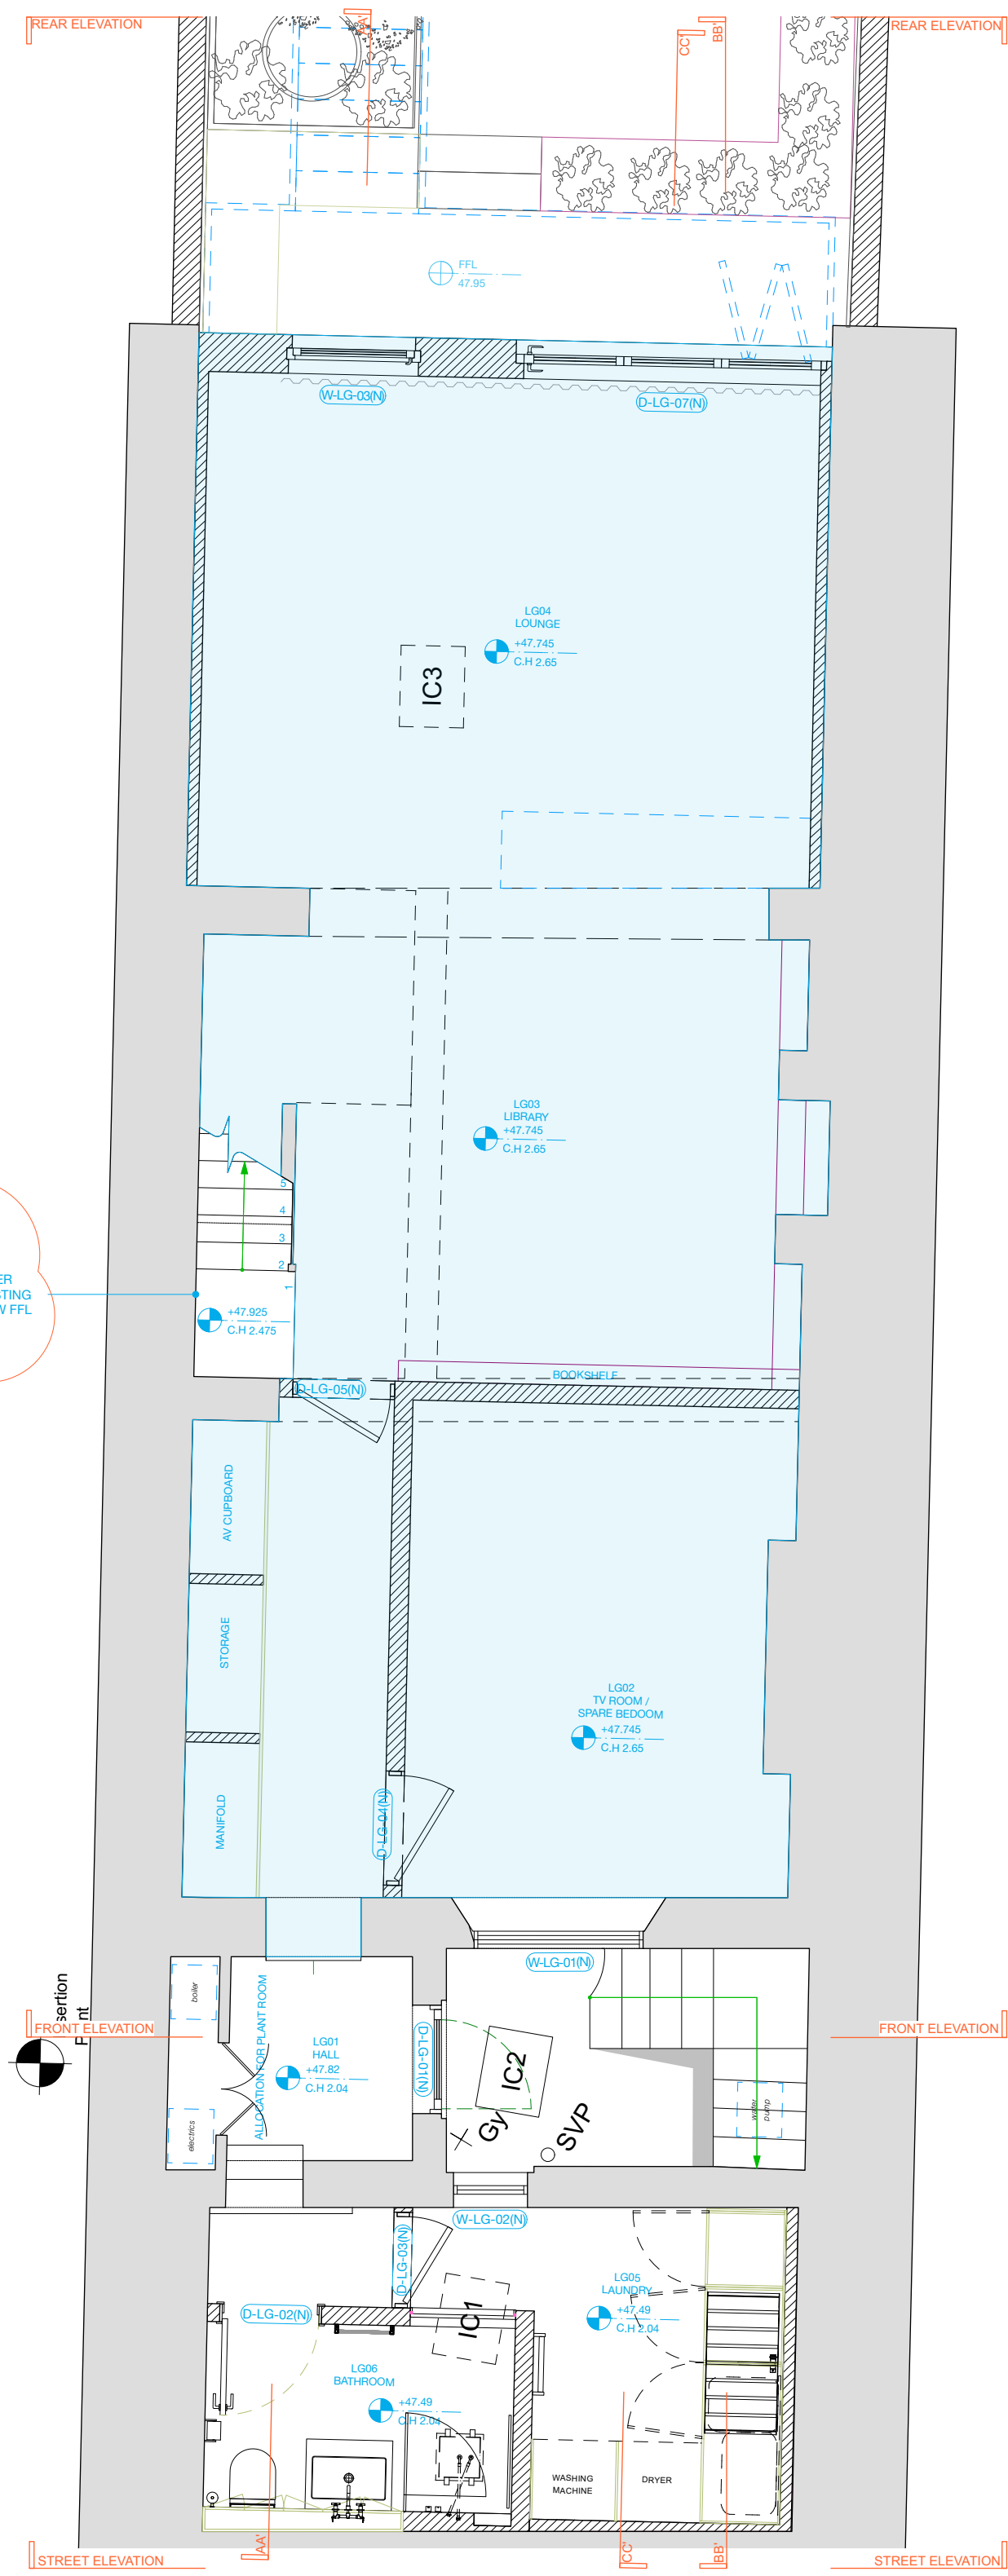 REAR ELEVATION
AA'
CC'
BB'
REAR ELEVATION
FFL
47.95
W-LG-03(N)
D-LG-07(N)
LG04
LOUNGE
+47.745
C.H 2.65
IC3
LG03
LIBRARY
+47.745
C.H 2.65
5
4
3
2
1
ER
STING
W FFL
+47.925
C.H 2.475
BOOKSHELF
D-LG-05(N)
AV CUPBOARD
STORAGE
MANIFOLD
LG02
TV ROOM /
SPARE BEDOOM
+47.745
C.H 2.65
D-LG-04(N)
W-LG-01(N)
boiler
sertion
FRONT ELEVATION
FRONT ELEVATION
ALLOCATION FOR PLANT ROOM
LG01
HALL
+47.82
C.H 2.04
D-LG-01(N)
IC2
Gy
SVP
water
pump
electrics
W-LG-02(N)
D-LG-03(N)
LG05
LAUNDRY
+47.49
C.H 2.04
D-LG-02(N)
IC1
LG06
BATHROOM
+47.49
C.H 2.04
WASHING
MACHINE
DRYER
AA'
CC'
BB'
STREET ELEVATION
STREET ELEVATION